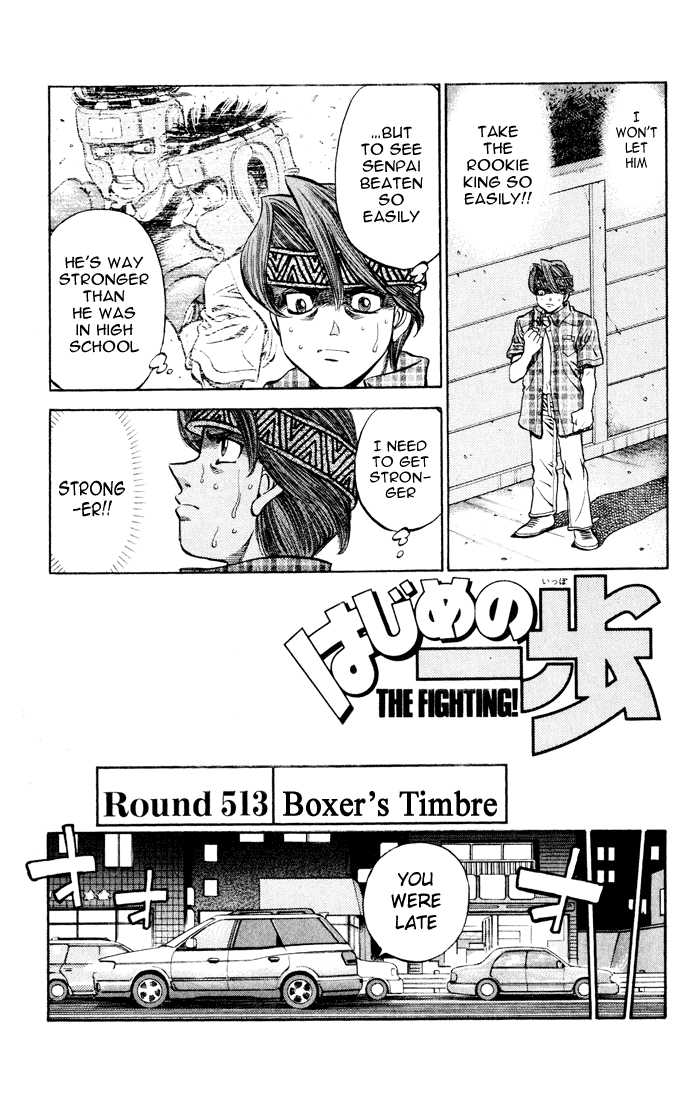 I
WON'T
LET
HIM
TAKE
THE
ROOKIE
KING SO
EASILY!!
...BUT
TO SEE
SENPAI
BEATEN
SO
EASILY
HE'S WAY
STRONGER
THAN
HE WAS
IN HIGH
SCHOOL
I NEED
TO GET
STRON-
GER
STRONG
-ER!!
いっぽ
はじめの一歩
THE FIGHTING!
Round 513 Boxer's Timbre
YOU
WERE
LATE